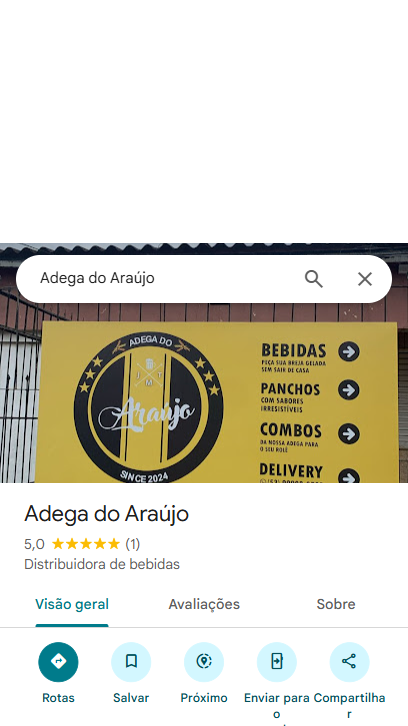 Adega do Araújo
ADEGA DO
Araújo
SINCE 2024
BEBIDAS
PEÇA SUA BREJA GELADA
SEM SAIR DE CASA
PANCHOS
COM SABORES
IRRESISTÍVEIS
COMBOS
DA NOSSA ADEGA PARA
O SEU ROLÊ
DELIVERY
Adega do Araújo
5,0 (1)
Distribuidora de bebidas
Visão geral
Avaliações
Sobre
Rotas
Salvar
Próximo
Enviar para
o
Compartilha
r